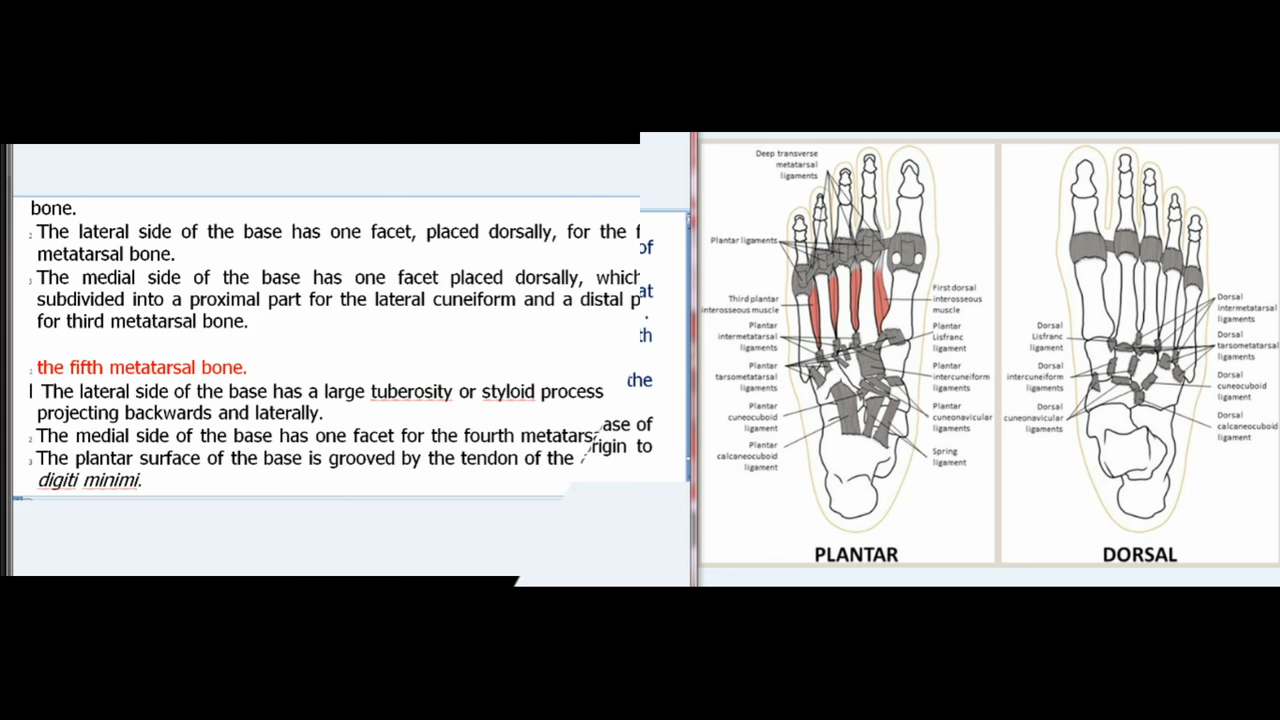 bone.
2 The lateral side of the base has one facet, placed dorsally, for the
metatarsal bone.
3 The medial side of the base has one facet placed dorsally, which
subdivided into a proximal part for the lateral cuneiform and a distal
for third metatarsal bone.
the fifth metatarsal bone.
The lateral side of the base has a large tuberosity or styloid process
projecting backwards and laterally.
2 The medial side of the base has one facet for the fourth
3 The plantar surface of the base is grooved by the tendon of the
digiti minimi.
of
at
.
th
the
ase of
rigin to
Deep transverse
metatarsal
ligaments
Plantar ligaments
Third plantar
interosseous muscle
Plantar
intermetatarsal
ligaments
Plantar
tarsometatarsal
ligaments
Plantar
cuneocuboid
ligament
Plantar
calcaneocuboid
ligament
First dorsal
interosseous
muscle
Plantar
Lisfranc
ligament
Plantar
intercuneiform
ligaments
Plantar
cuneonavicular
ligaments
Spring
ligament
PLANTAR
Dorsal
Lisfranc
ligament
Dorsal
intercuneiform
ligaments
Dorsal
cuneonavicular
ligaments
Dorsal
intermetatarsal
ligaments
Dorsal
tarsometatarsal
ligaments
Dorsal
cuneocuboid
ligament
Dorsal
calcaneocuboid
ligament
DORSAL